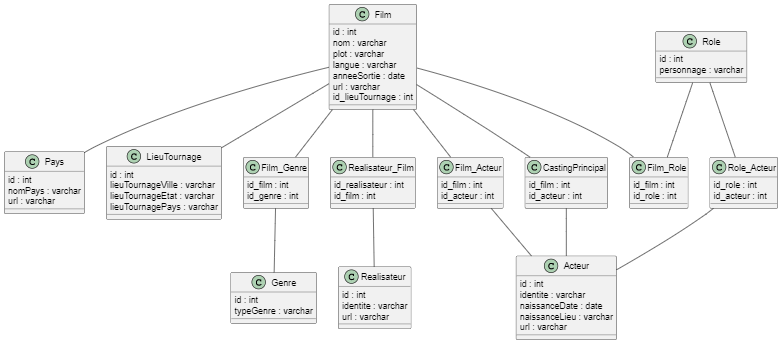 C Film
id : int
nom : varchar
plot : varchar
langue : varchar
anneeSortie : date
url : varchar
id_lieuTournage : int
C Role
id : int
personnage : varchar
C Pays
id : int
nomPays : varchar
url : varchar
C LieuTournage
id : int
lieuTournageVille : varchar
lieuTournageEtat : varchar
lieuTournagePays : varchar
C Film_Genre
id_film : int
id_genre : int
C Realisateur_Film
id_realisateur : int
id_film : int
C Film_Acteur
id_film : int
id_acteur : int
C CastingPrincipal
id_film : int
id_acteur : int
C Film_Role
id_film : int
id_role : int
C Role_Acteur
id_role : int
id_acteur : int
C Genre
id : int
typeGenre : varchar
C Realisateur
id : int
identite : varchar
url : varchar
C Acteur
id : int
identite : varchar
naissanceDate : date
naissanceLieu : varchar
url : varchar